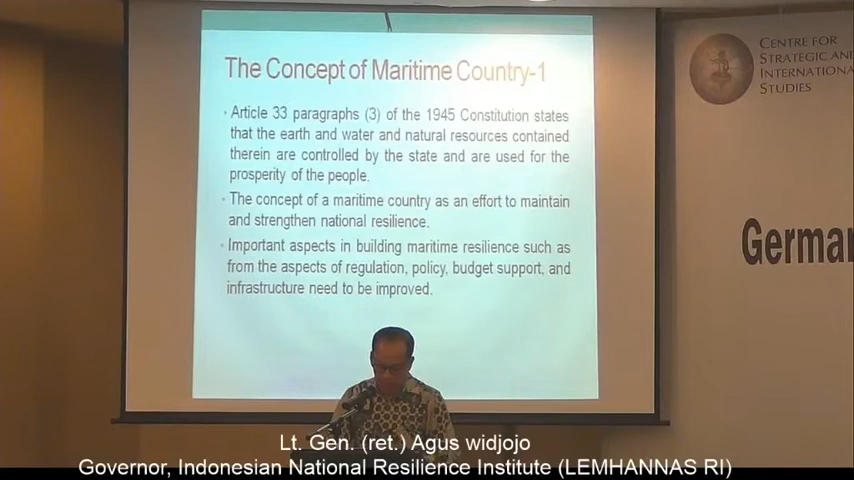 The Concept of Maritime Country-1
Article 33 paragraphs (3) of the 1945 Constitution states
that the earth and water and natural resources contained
therein are controlled by the state and are used for the
prosperity of the people.
The concept of a maritime country as an effort to maintain
and strengthen national resilience.
Important aspects in building maritime resilience such as
from the aspects of regulation, policy, budget support, and
infrastructure need to be improved.
CENTRE FOR
STRATEGIC AND
INTERNATIONAL
STUDIES
German
Lt. Gen. (ret.) Agus widjojo
Governor, Indonesian National Resilience Institute (LEMHANNAS RI)